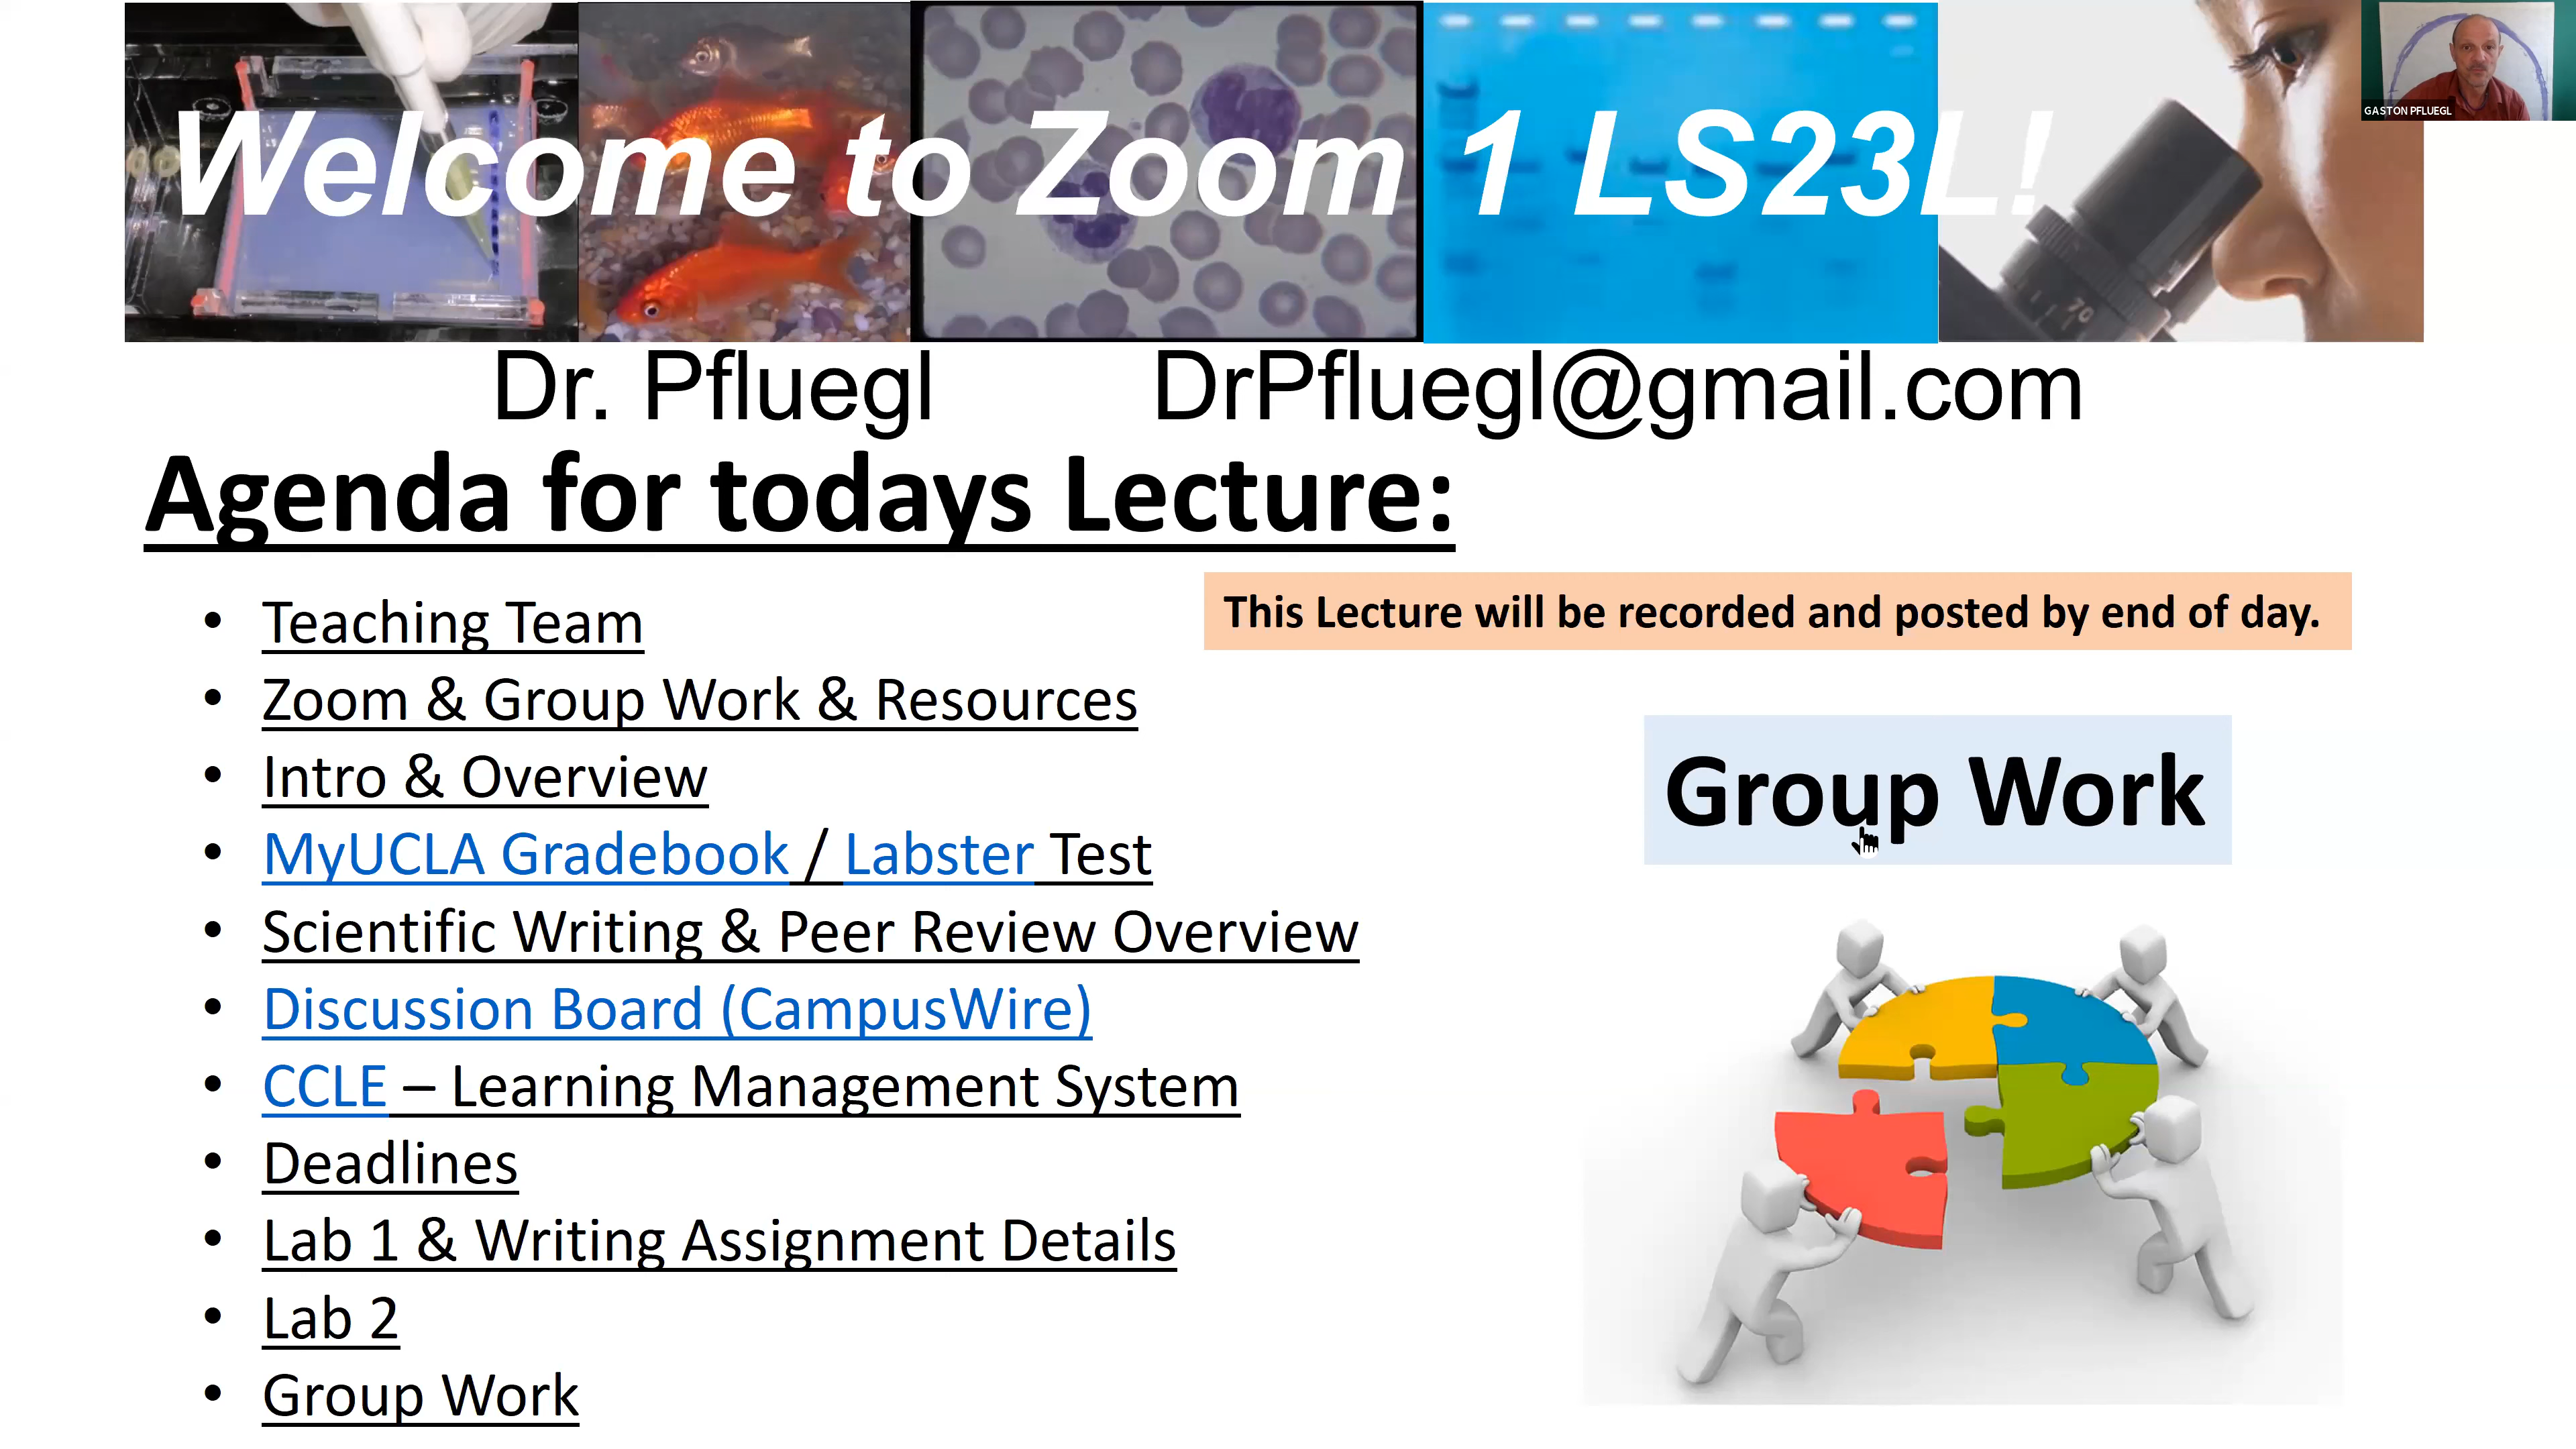 Welcome to Zoom 1 LS23L!
GASTON PFLUEGL
70
Dr. Pfluegl DrPfluegl@gmail.com
Agenda for todays Lecture:
This Lecture will be recorded and posted by end of day.
• Teaching Team
• Zoom & Group Work & Resources
• Intro & Overview
• MyUCLA Gradebook / Labster Test
• Scientific Writing & Peer Review Overview
• Discussion Board (CampusWire)
• CCLE – Learning Management System
• Deadlines
• Lab 1 & Writing Assignment Details
• Lab 2
• Group Work
Group Work